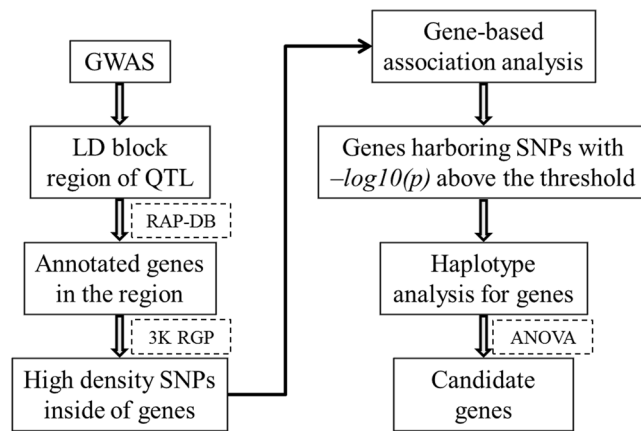 GWAS
LD block
region of QTL
RAP-DB
Annotated genes
in the region
3K RGP
High density SNPs
inside of genes
Gene-based
association analysis
Genes harboring SNPs with
–log10(p) above the threshold
Haplotype
analysis for genes
ANOVA
Candidate
genes